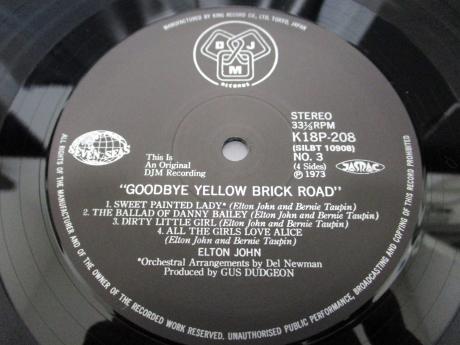 MANUFACTURED BY KING RECORD CO., LTD. TOKYO, JAPAN
DJM
RECORDS
STEREO
33⅓RPM
K18P-208
(SILBT 10908)
NO. 3
(4 Sides)
℗1973
SEVEN SEAS
This Is
An Original
DJM Recording
JASRAC
"GOODBYE YELLOW BRICK ROAD"
1. SWEET PAINTED LADY* (Elton John and Bernie Taupin)
2. THE BALLAD OF DANNY BAILEY (Elton John and Bernie Taupin)
3. DIRTY LITTLE GIRL (Elton John and Bernie Taupin)
4. ALL THE GIRLS LOVE ALICE
(Elton John and Bernie Taupin)
ELTON JOHN
*Orchestral Arrangements by Del Newman
Produced by GUS DUDGEON
ALL RIGHTS OF THE MANUFACTURER AND OF THE OWNER OF THE RECORDED WORK RESERVED. UNAUTHORISED PUBLIC PERFORMANCE, BROADCASTING AND COPYING OF THIS